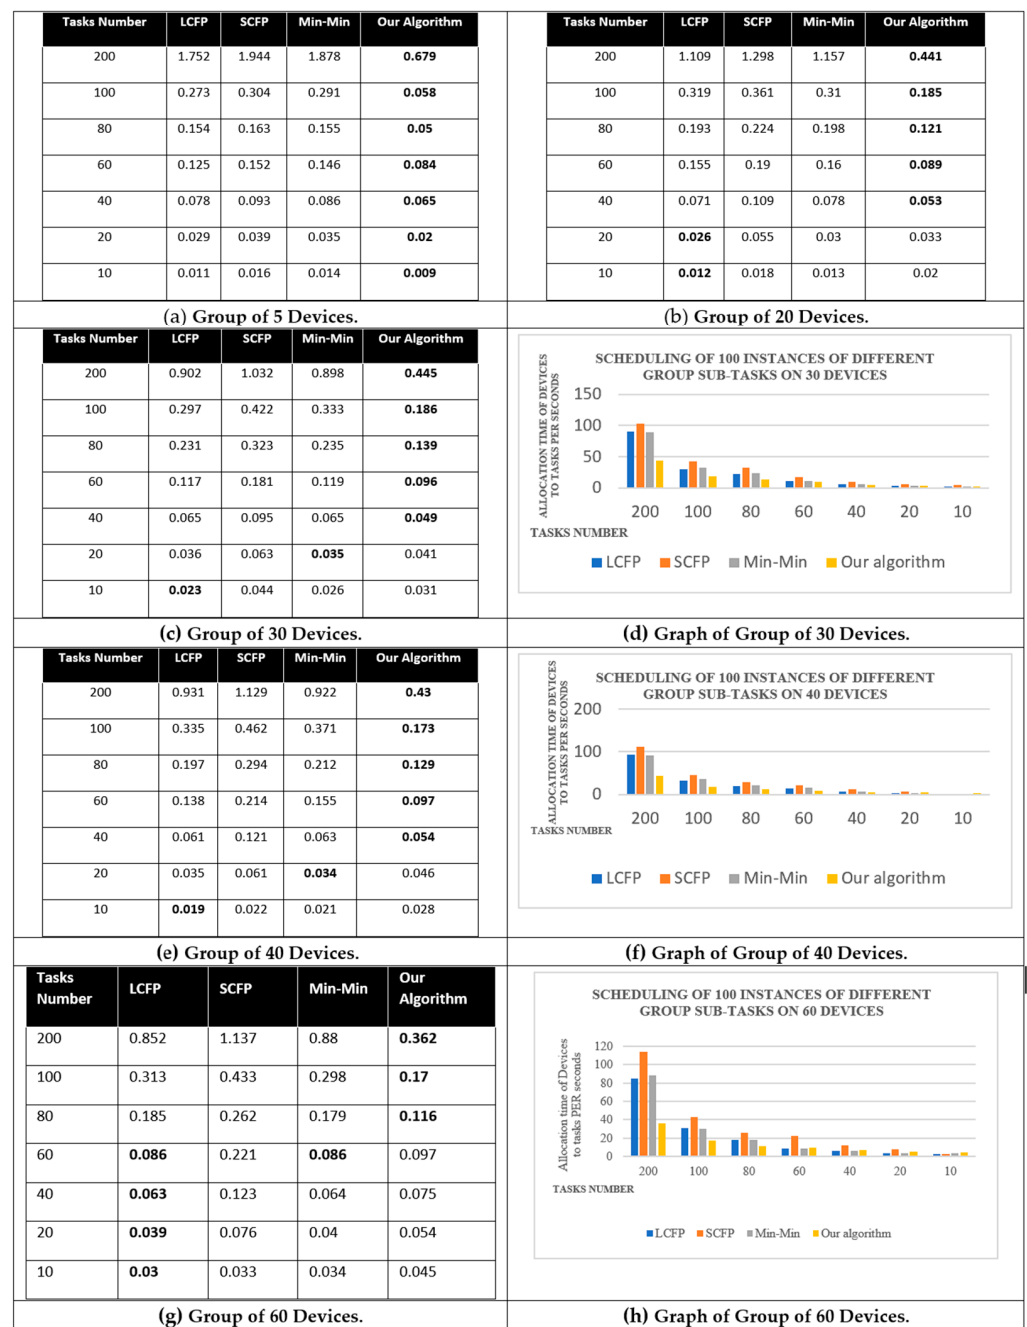 Tasks Number LCFP SCFP Min-Min Our Algorithm
200 1.752 1.944 1.878 0.679
100 0.273 0.304 0.291 0.058
80 0.154 0.163 0.155 0.05
60 0.125 0.152 0.146 0.084
40 0.078 0.093 0.086 0.065
20 0.029 0.039 0.035 0.02
10 0.011 0.016 0.014 0.009
(a) Group of 5 Devices.
Tasks Number LCFP SCFP Min-Min Our Algorithm
200 1.109 1.298 1.157 0.441
100 0.319 0.361 0.31 0.185
80 0.193 0.224 0.198 0.121
60 0.155 0.19 0.16 0.089
40 0.071 0.109 0.078 0.053
20 0.026 0.055 0.03 0.033
10 0.012 0.018 0.013 0.02
(b) Group of 20 Devices.
Tasks Number LCFP SCFP Min-Min Our Algorithm
200 0.902 1.032 0.898 0.445
100 0.297 0.422 0.333 0.186
80 0.231 0.323 0.235 0.139
60 0.117 0.181 0.119 0.096
40 0.065 0.095 0.065 0.049
20 0.036 0.063 0.035 0.041
10 0.023 0.044 0.026 0.031
(c) Group of 30 Devices.
SCHEDULING OF 100 INSTANCES OF DIFFERENT
GROUP SUB-TASKS ON 30 DEVICES
ALLOCATION TIME OF DEVICES
TO TASKS PER SECONDS
150
100
50
0
200 100 80 60 40 20 10
TASKS NUMBER
LCFP SCFP Min-Min Our algorithm
(d) Graph of Group of 30 Devices.
Tasks Number LCFP SCFP Min-Min Our Algorithm
200 0.931 1.129 0.922 0.43
100 0.335 0.462 0.371 0.173
80 0.197 0.294 0.212 0.129
60 0.138 0.214 0.155 0.097
40 0.061 0.121 0.063 0.054
20 0.035 0.061 0.034 0.046
10 0.019 0.022 0.021 0.028
(e) Group of 40 Devices.
SCHEDULING OF 100 INSTANCES OF DIFFERENT
GROUP SUB-TASKS ON 40 DEVICES
ALLOCATION TIME OF DEVICES
TO TASKS PER SECONDS
200
100
0
200 100 80 60 40 20 10
TASKS NUMBER
LCFP SCFP Min-Min Our algorithm
(f) Graph of Group of 40 Devices.
Tasks
Number LCFP SCFP Min-Min Our
Algorithm
200 0.852 1.137 0.88 0.362
100 0.313 0.433 0.298 0.17
80 0.185 0.262 0.179 0.116
60 0.086 0.221 0.086 0.097
40 0.063 0.123 0.064 0.075
20 0.039 0.076 0.04 0.054
10 0.03 0.033 0.034 0.045
(g) Group of 60 Devices.
SCHEDULING OF 100 INSTANCES OF DIFFERENT
GROUP SUB-TASKS ON 60 DEVICES
Allocation time of Devices
to tasks PER seconds
120
100
80
60
40
20
0
200 100 80 60 40 20 10
TASKS NUMBER
LCFP SCFP Min-Min Our algorithm
(h) Graph of Group of 60 Devices.